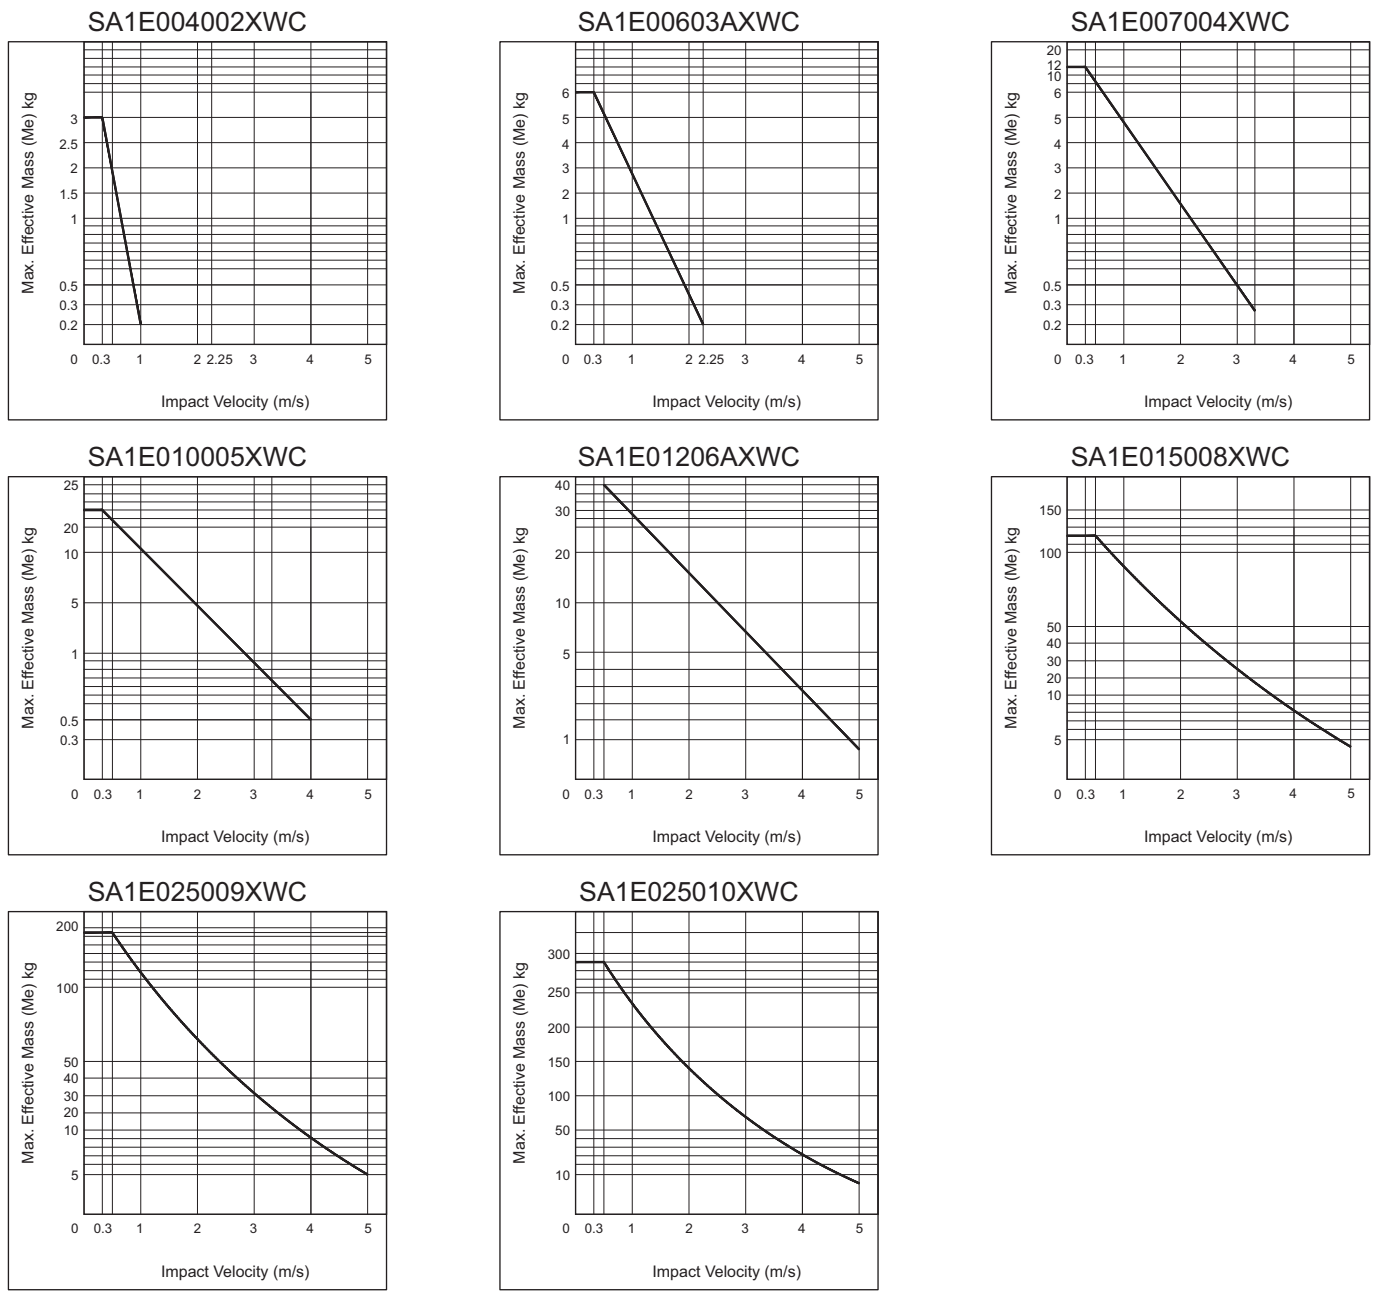 SA1E004002XWC
Max. Effective Mass (Me) kg
3
2.5
2
1.5
1
0.5
0.3
0.2
0 0.3 1 2 2.25 3 4 5
Impact Velocity (m/s)
SA1E00603AXWC
Max. Effective Mass (Me) kg
6
5
4
3
2
1
0.5
0.3
0.2
0 0.3 1 2 2.25 3 4 5
Impact Velocity (m/s)
SA1E007004XWC
Max. Effective Mass (Me) kg
20
12
10
6
5
4
3
2
1
0.5
0.3
0.2
0 0.3 1 2 3 4 5
Impact Velocity (m/s)
SA1E010005XWC
Max. Effective Mass (Me) kg
25
20
10
5
1
0.5
0.3
0 0.3 1 2 3 4 5
Impact Velocity (m/s)
SA1E01206AXWC
Max. Effective Mass (Me) kg
40
30
20
10
5
1
0 0.3 1 2 3 4 5
Impact Velocity (m/s)
SA1E015008XWC
Max. Effective Mass (Me) kg
150
100
50
40
30
20
10
5
0 0.3 1 2 3 4 5
Impact Velocity (m/s)
SA1E025009XWC
Max. Effective Mass (Me) kg
200
100
50
40
30
20
10
5
0 0.3 1 2 3 4 5
Impact Velocity (m/s)
SA1E025010XWC
Max. Effective Mass (Me) kg
300
250
200
150
100
50
10
0 0.3 1 2 3 4 5
Impact Velocity (m/s)